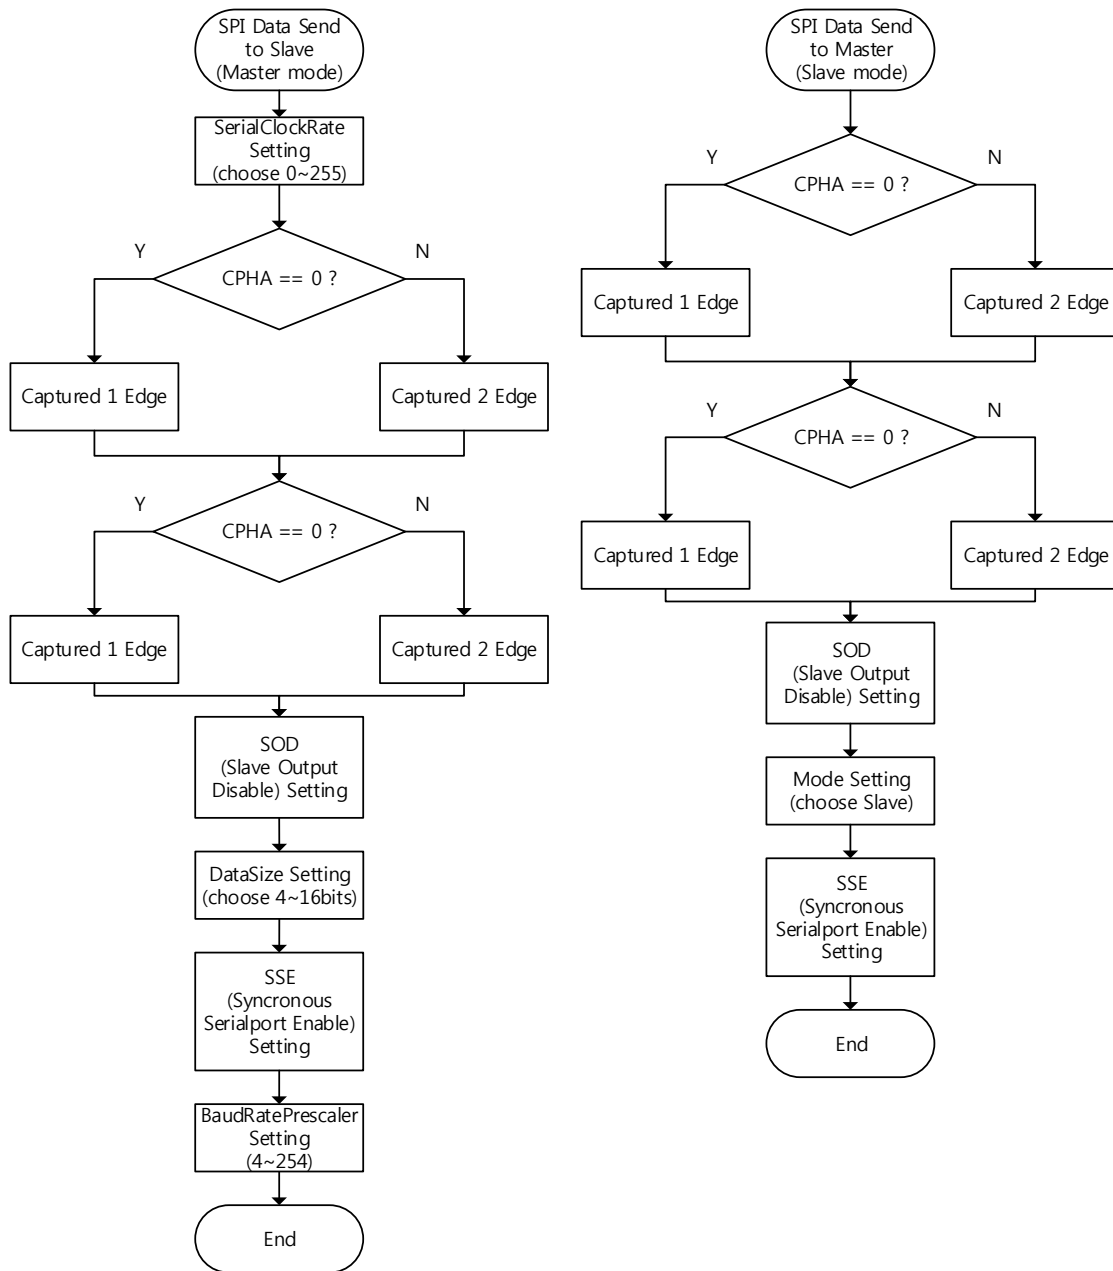 SPI Data Send
to Slave
(Master mode)
SerialClockRate
Setting
(choose 0~255)
CPHA == 0 ?
Y
N
Captured 1 Edge
Captured 2 Edge
CPHA == 0 ?
Y
N
Captured 1 Edge
Captured 2 Edge
SOD
(Slave Output
Disable) Setting
DataSize Setting
(choose 4~16bits)
SSE
(Syncronous
Serialport Enable)
Setting
BaudRatePrescaler
Setting
(4~254)
End
SPI Data Send
to Master
(Slave mode)
CPHA == 0 ?
Y
N
Captured 1 Edge
Captured 2 Edge
CPHA == 0 ?
Y
N
Captured 1 Edge
Captured 2 Edge
SOD
(Slave Output
Disable) Setting
Mode Setting
(choose Slave)
SSE
(Syncronous
Serialport Enable)
Setting
End